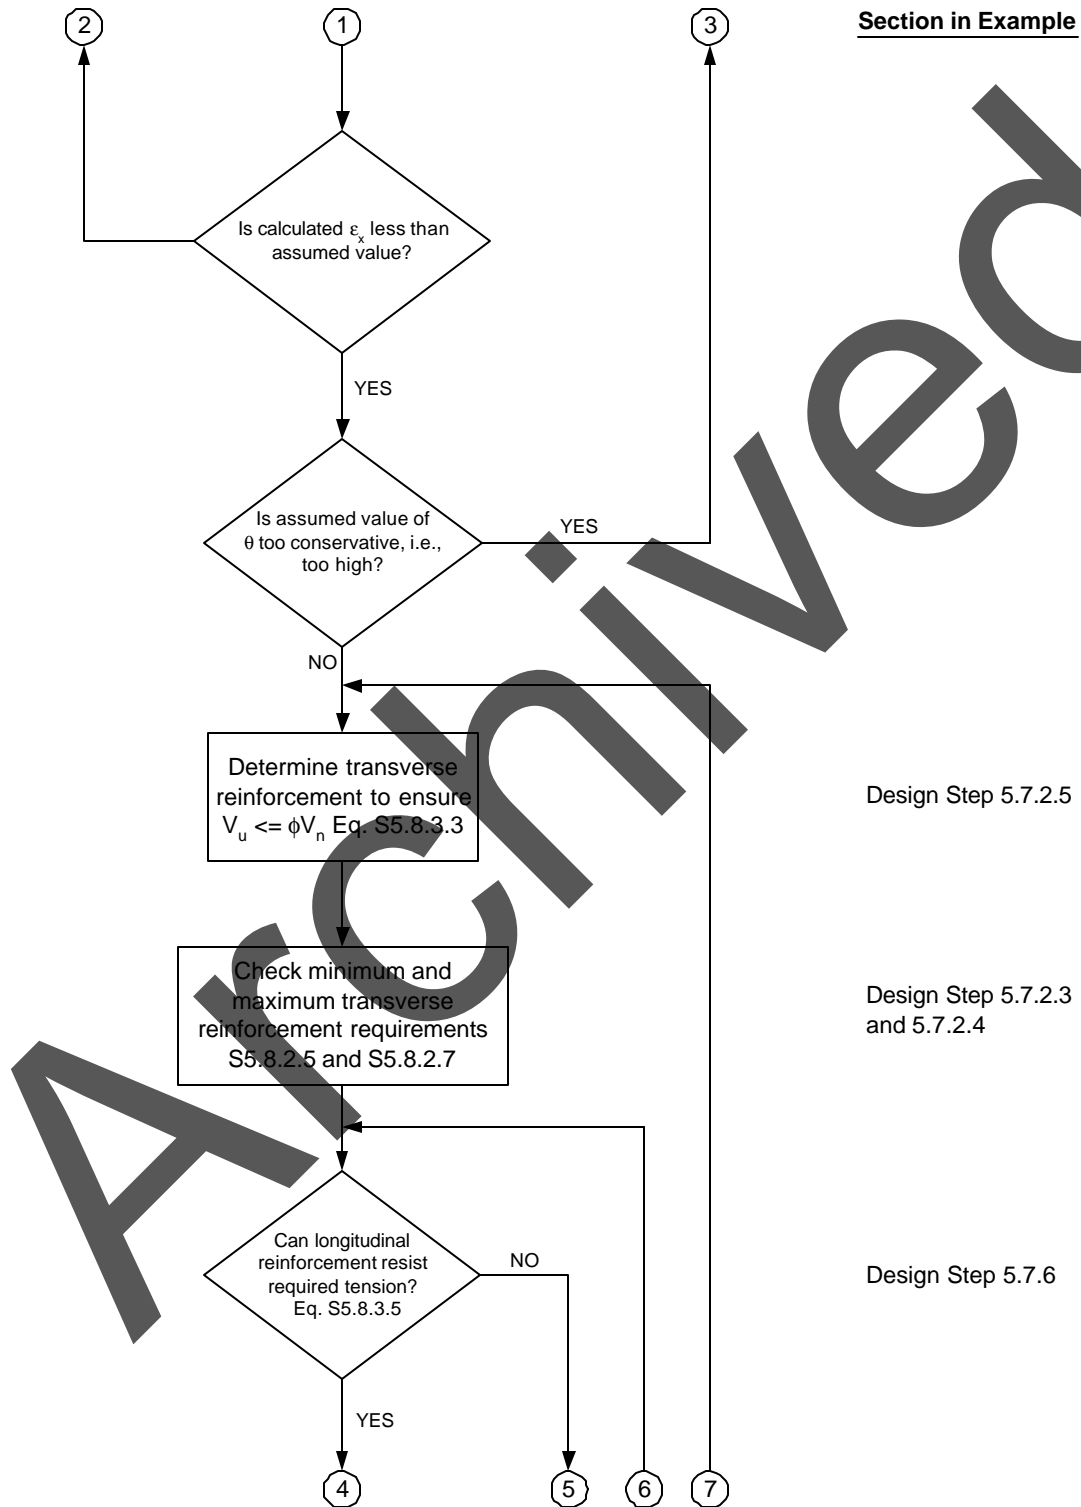 2
1
3
Section in Example
Is calculated εx less than
assumed value?
YES
Is assumed value of
θ too conservative, i.e.,
too high?
YES
NO
Determine transverse
reinforcement to ensure
Vu <= ϕVn Eq. S5.8.3.3
Design Step 5.7.2.5
Check minimum and
maximum transverse
reinforcement requirements
S5.8.2.5 and S5.8.2.7
Design Step 5.7.2.3
and 5.7.2.4
Can longitudinal
reinforcement resist
required tension?
Eq. S5.8.3.5
NO
Design Step 5.7.6
YES
4
5
6
7
Archived